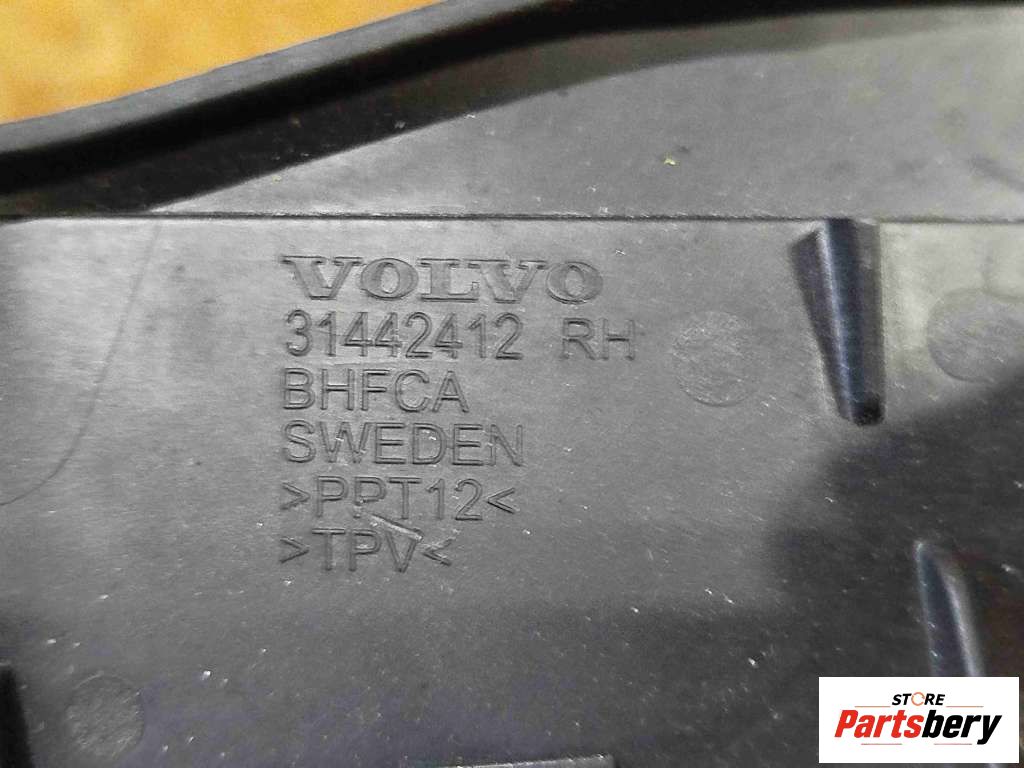 VOLVO
31442412 RH
BHFCA
SWEDEN
>PPT12<
>TPV<
STORE
Partsbery